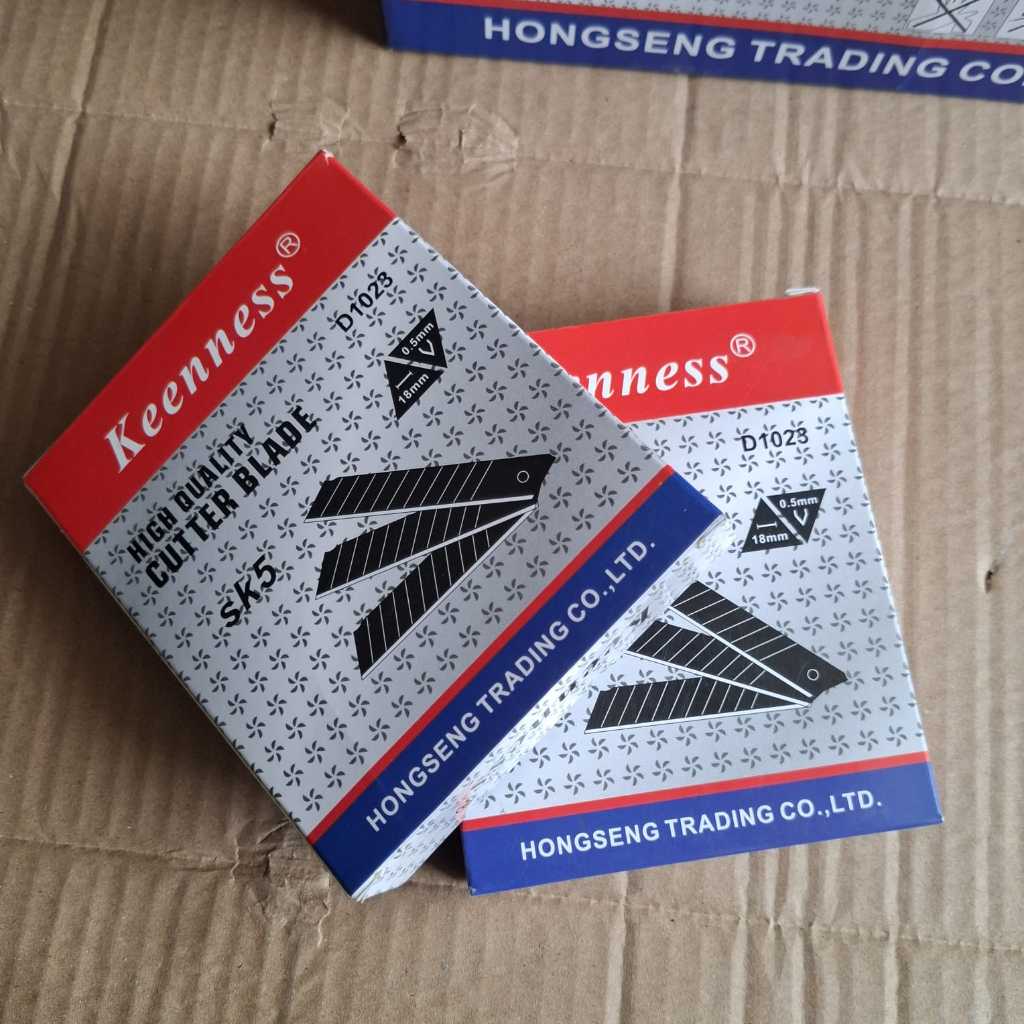 HONGSENG TRADING CO
Keenness®
D1023
0.5mm
18mm
HIGH QUALITY
CUTTER BLADE
sk5
HONGSENG TRADING CO.,LTD.
nness®
D1023
0.5mm
18mm
HONGSENG TRADING CO.,LTD.